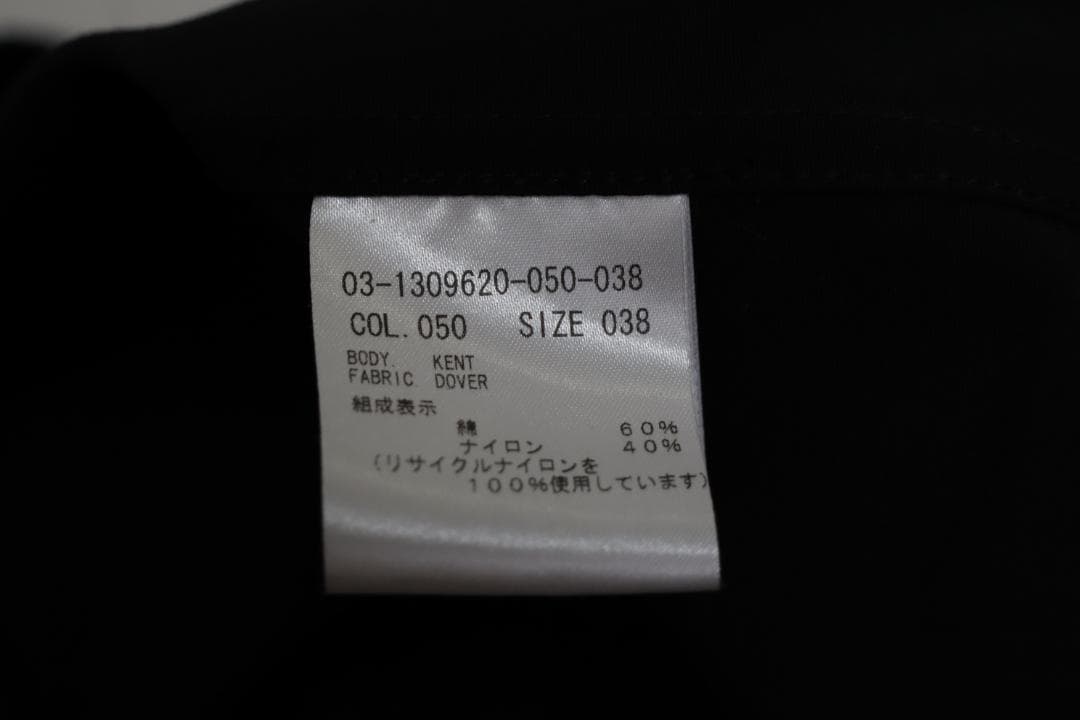 03-1309620-050-038
COL. 050 SIZE 038
BODY. KENT
FABRIC. DOVER
組成表示
綿 60%
ナイロン 40%
(リサイクルナイロンを
100%使用しています)